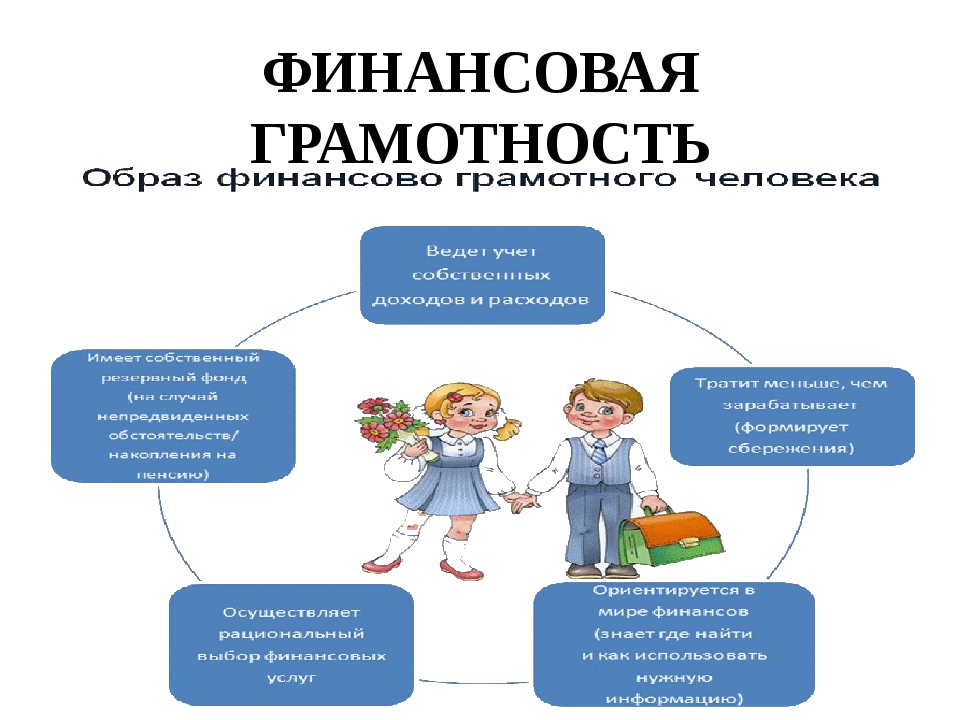 ФИНАНСОВАЯ
ГРАМОТНОСТЬ
Образ финансово грамотного человека
Ведет учет
собственных
доходов и расходов
Тратит меньше, чем
зарабатывает
(формирует
сбережения)
Ориентируется в
мире финансов
(знает где найти
и как использовать
нужную
информацию)
Осуществляет
рациональный
выбор финансовых
услуг
Имеет собственный
резервный фонд
(на случай
непредвиденных
обстоятельств/
накопления на
пенсию)